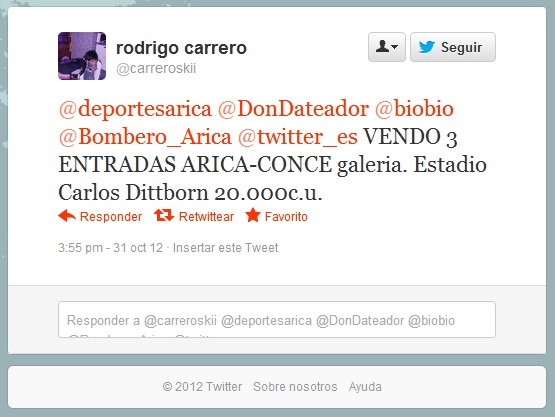 rodrigo carrero
@carreroskii
Seguir
@deportesarica @DonDateador @biobio
@Bombero_Arica @twitter_es VENDO 3
ENTRADAS ARICA-CONCE galeria. Estadio
Carlos Dittborn 20.000c.u.
Responder Retwittear Favorito
3:55 pm - 31 oct 12 · Insertar este Tweet
Responder a @carreroskii @deportesarica @DonDateador @biobio
© 2012 Twitter Sobre nosotros Ayuda